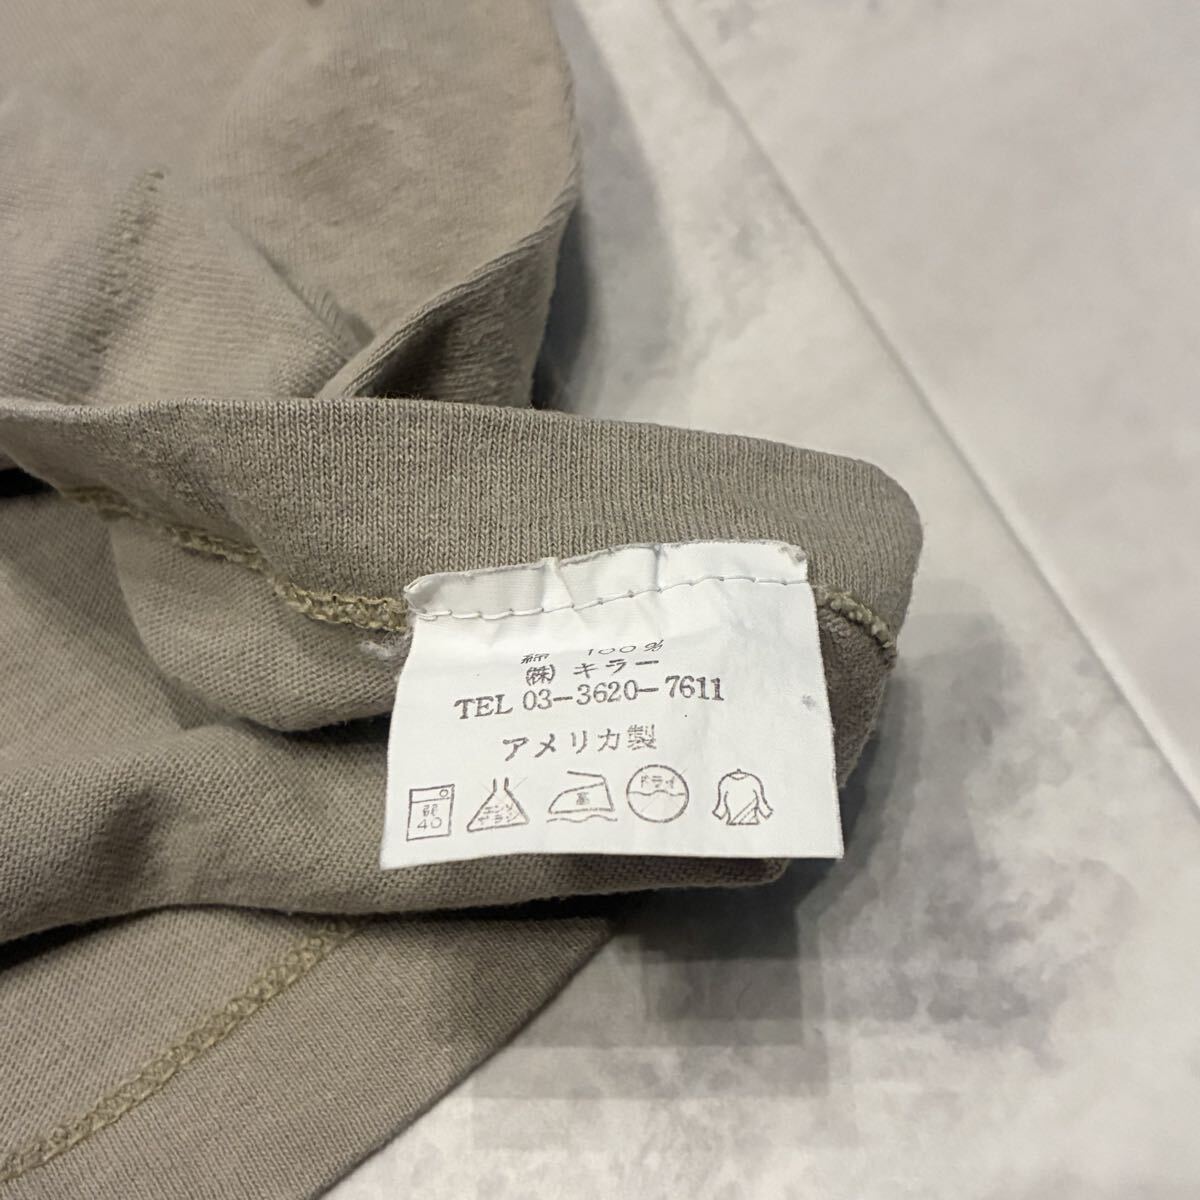 綿 100%
㈱ キラー
TEL 03-3620-7611
アメリカ製
弱 40
エンソ サラシ
高
ドライ